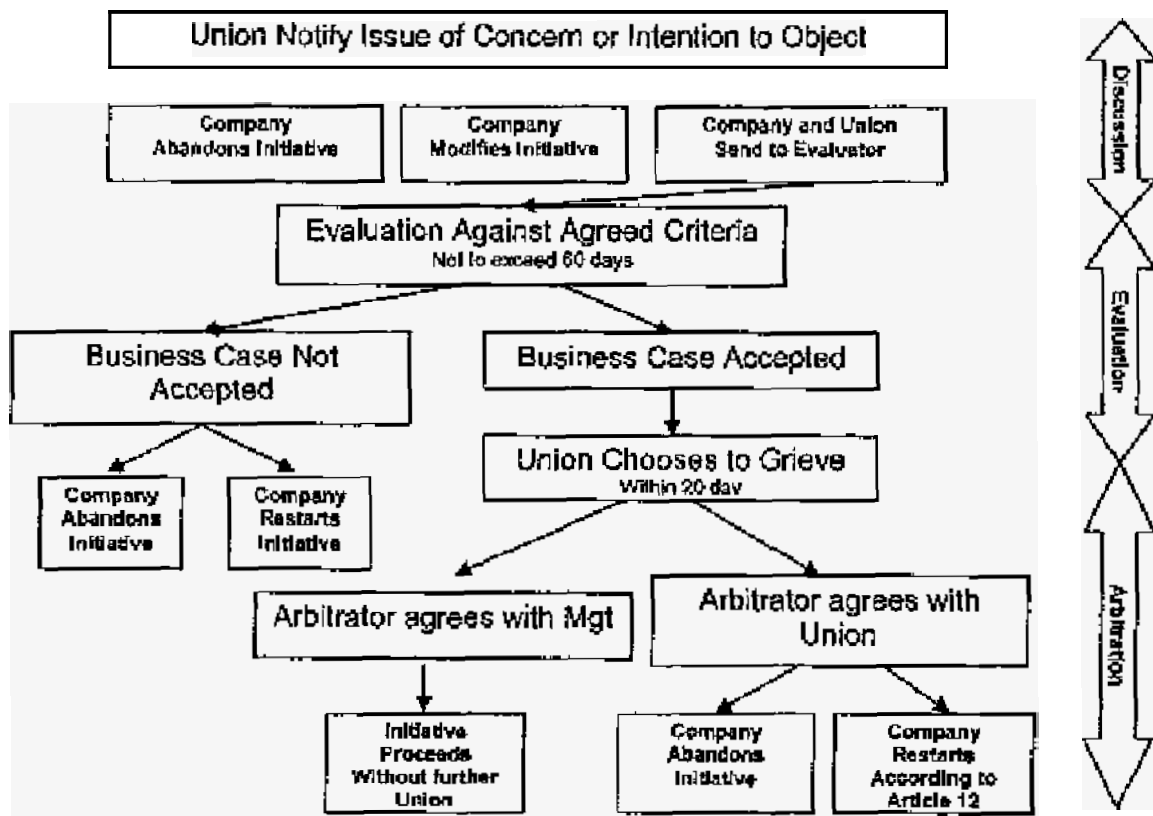 Union Notify Issue of Concern or Intention to Object
Company
Abandons Initiative
Company
Modifies Initiative
Company and Union
Send to Evaluator
Evaluation Against Agreed Criteria
Not to exceed 60 days
Business Case Not
Accepted
Business Case Accepted
Company
Abandons
Initiative
Company
Restarts
Initiative
Union Chooses to Grieve
Within 20 day
Arbitrator agrees with Mgt
Arbitrator agrees with
Union
Initiative
Proceeds
Without further
Union
Company
Abandons
Initiative
Company
Restarts
According to
Article 12
Discussion
Evaluation
Arbitration